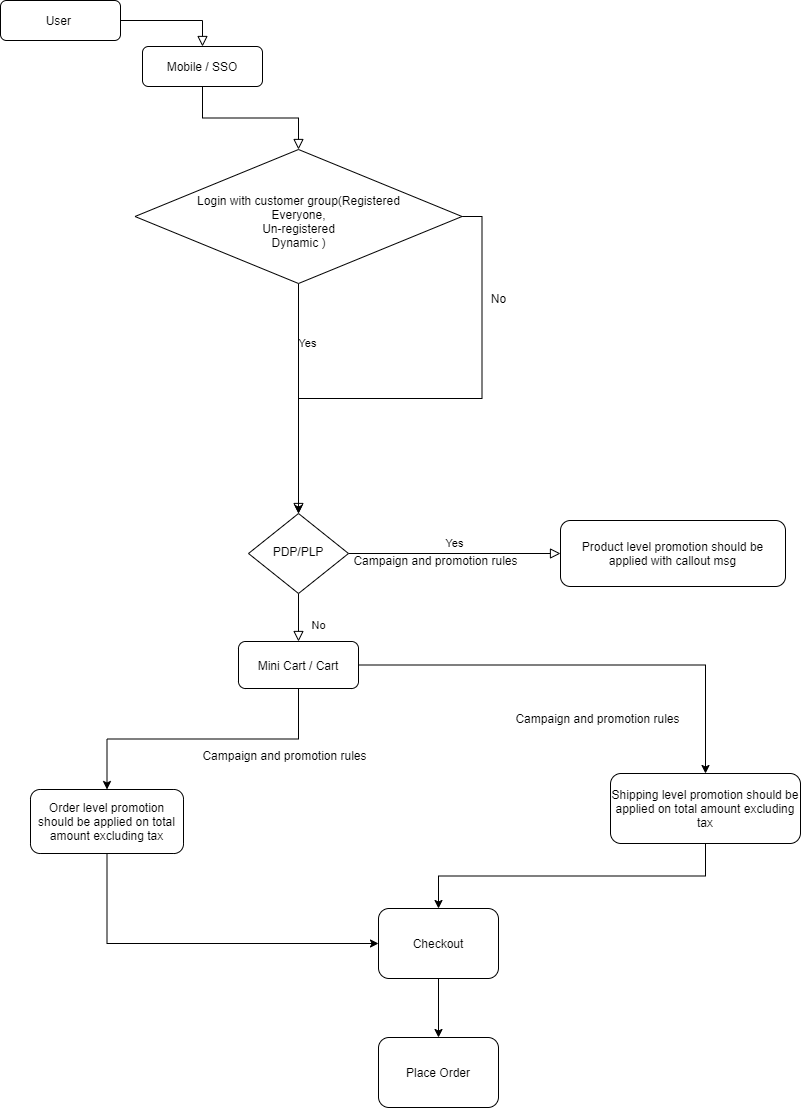 User
Mobile / SSO
Login with customer group(Registered
Everyone,
Un-registered
Dynamic )
No
Yes
PDP/PLP
Yes
Campaign and promotion rules
Product level promotion should be
applied with callout msg
No
Mini Cart / Cart
Campaign and promotion rules
Campaign and promotion rules
Order level promotion
should be applied on total
amount excluding tax
Shipping level promotion should be
applied on total amount excluding
tax
Checkout
Place Order